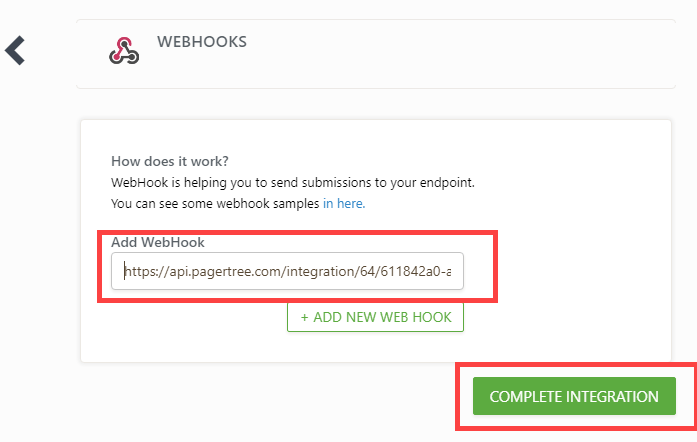 WEBHOOKS
How does it work?
WebHook is helping you to send submissions to your endpoint.
You can see some webhook samples in here.
Add WebHook
https://api.pagertree.com/integration/64/611842a0-a
+ ADD NEW WEB HOOK
COMPLETE INTEGRATION